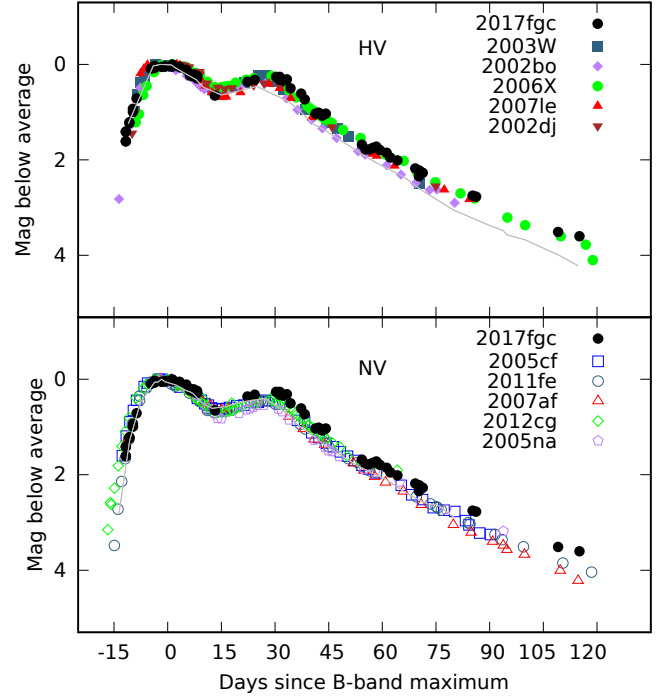 HV
2017fgc
2003W
2002bo
2006X
2007le
2002dj
0
2
4
Mag below average
NV
2017fgc
2005cf
2011fe
2007af
2012cg
2005na
0
2
4
Mag below average
-15 0 15 30 45 60 75 90 105 120
Days since B-band maximum